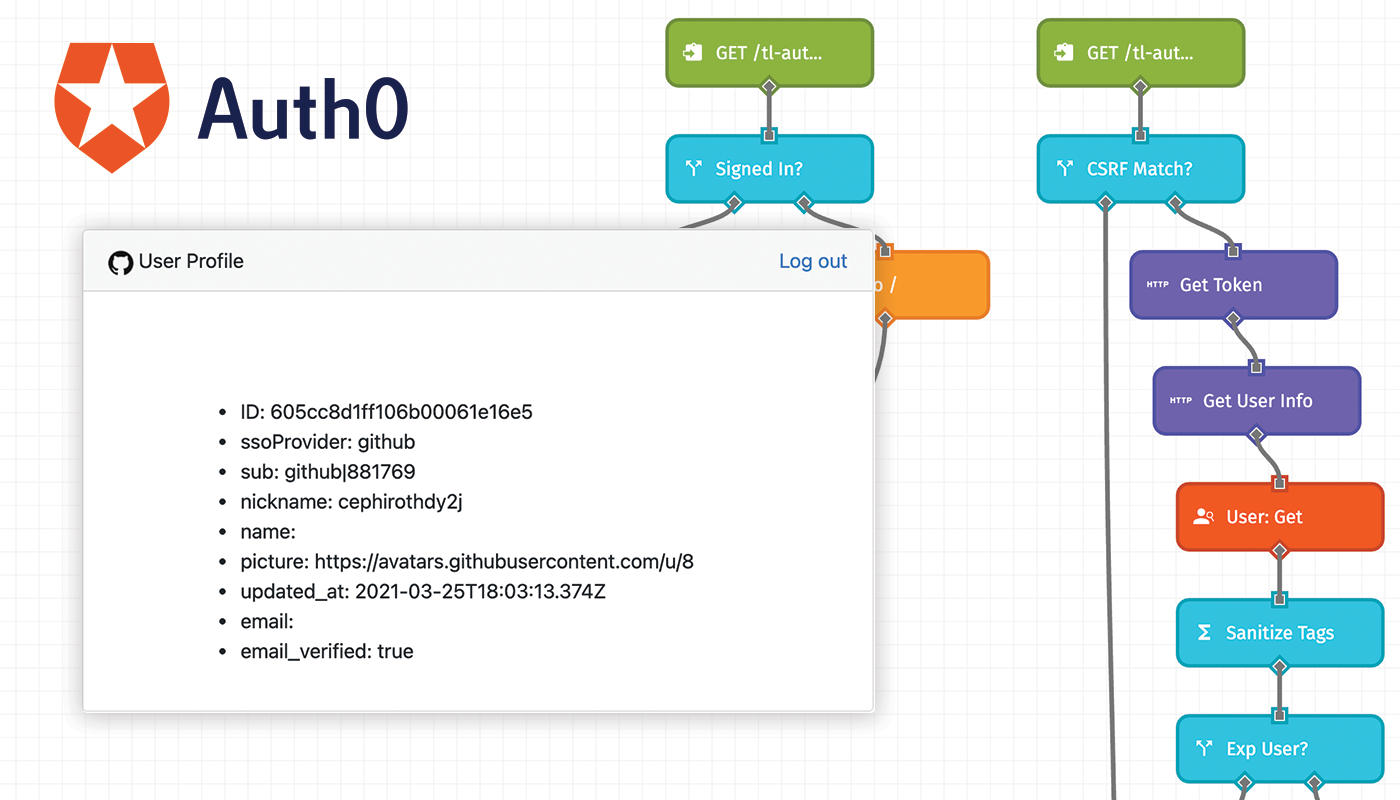 Auth0
GET /tl-aut...
GET /tl-aut...
Signed In?
CSRF Match?
User Profile
Log out
/
HTTP Get Token
HTTP Get User Info
ID: 605cc8d1ff106b00061e16e5
ssoProvider: github
sub: github|881769
nickname: cephirothdy2j
name:
picture: https://avatars.githubusercontent.com/u/8
updated_at: 2021-03-25T18:03:13.374Z
email:
email_verified: true
User: Get
Sanitize Tags
Exp User?